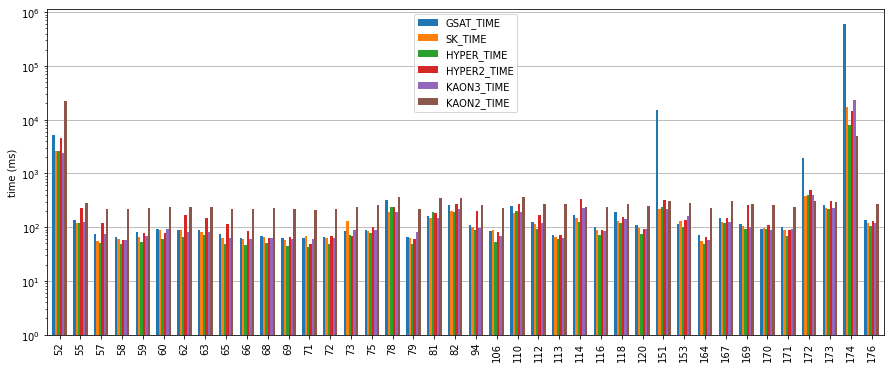 10^6
10^5
10^4
10^3
10^2
10^1
10^0
time (ms)
GSAT_TIME
SK_TIME
HYPER_TIME
HYPER2_TIME
KAON3_TIME
KAON2_TIME
52 55 57 58 59 60 62 63 65 66 68 69 71 72 73 75 78 79 81 82 94 106 110 112 113 114 116 118 120 151 153 164 167 169 170 171 172 173 174 176